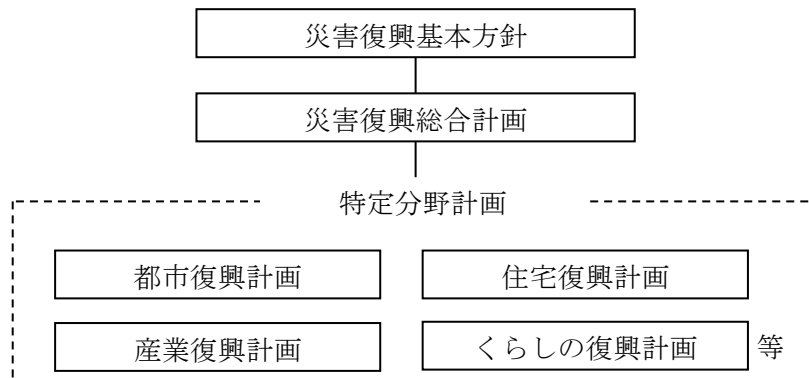 災害復興基本方針
災害復興総合計画
特定分野計画
都市復興計画
住宅復興計画
産業復興計画
くらしの復興計画 等